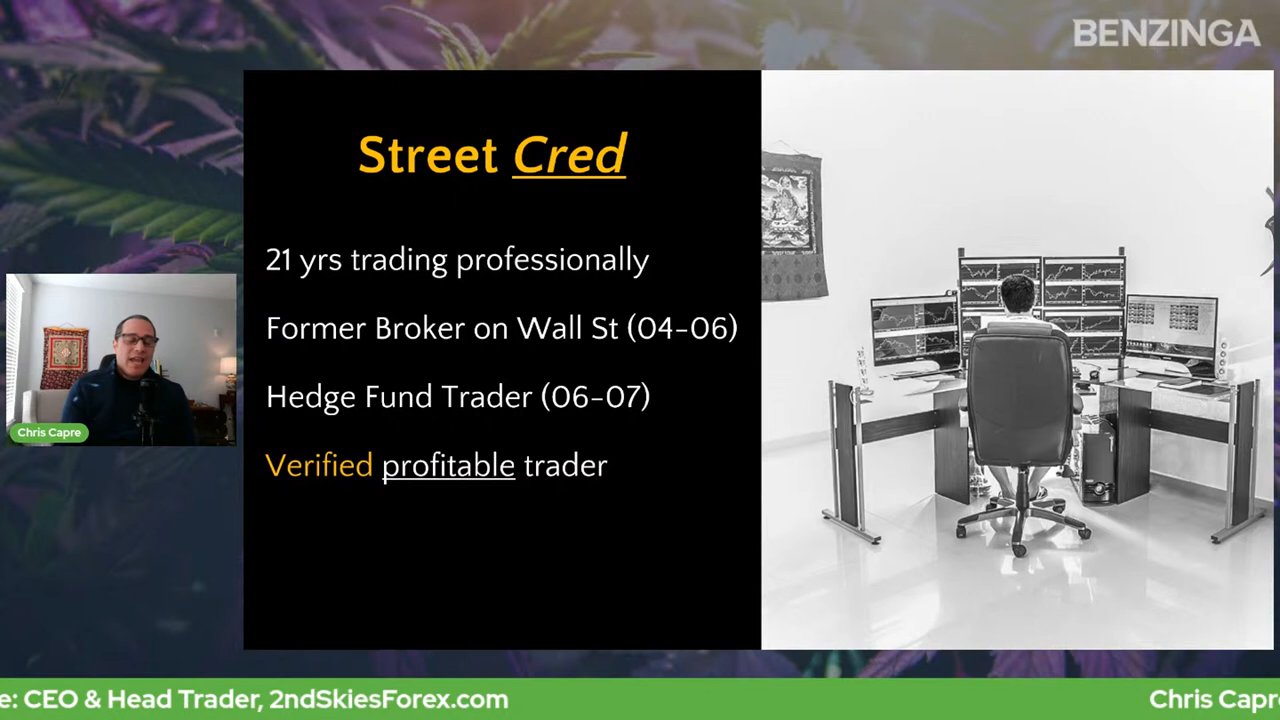 BENZINGA
Street Cred
21 yrs trading professionally
Former Broker on Wall St (04-06)
Hedge Fund Trader (06-07)
Verified profitable trader
Chris Capre
e: CEO & Head Trader, 2ndSkiesForex.com
Chris Capre